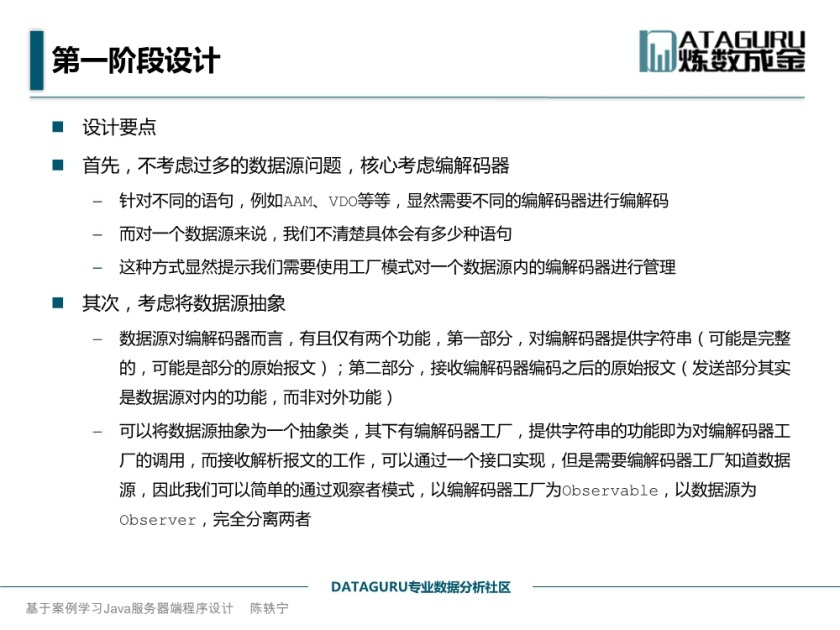 第一阶段设计
DATAGURU
炼数成金
设计要点
首先，不考虑过多的数据源问题，核心考虑编解码器
– 针对不同的语句，例如AAM、VDO等等，显然需要不同的编解码器进行编解码
– 而对一个数据源来说，我们不清楚具体会有多少种语句
– 这种方式显然提示我们需要使用工厂模式对一个数据源内的编解码器进行管理
其次，考虑将数据源抽象
– 数据源对编解码器而言，有且仅有两个功能，第一部分，对编解码器提供字符串（可能是完整
的，可能是部分的原始报文）；第二部分，接收编解码器编码之后的原始报文（发送部分其实
是数据源对内的功能，而非对外功能）
– 可以将数据源抽象为一个抽象类，其下有编解码器工厂，提供字符串的功能即为对编解码器工
厂的调用，而接收解析报文的工作，可以通过一个接口实现，但是需要编解码器工厂知道数据
源，因此我们可以简单的通过观察者模式，以编解码器工厂为Observable，以数据源为
Observer，完全分离两者
DATAGURU专业数据分析社区
基于案例学习Java服务器端程序设计 陈轶宁